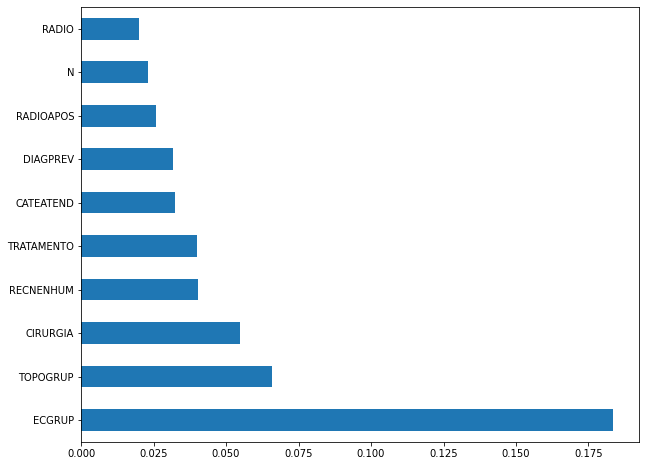 RADIO
N
RADIOAPOS
DIAGPREV
CATEATEND
TRATAMENTO
RECNENHUM
CIRURGIA
TOPOGRUP
ECGRUP
0.000 0.025 0.050 0.075 0.100 0.125 0.150 0.175